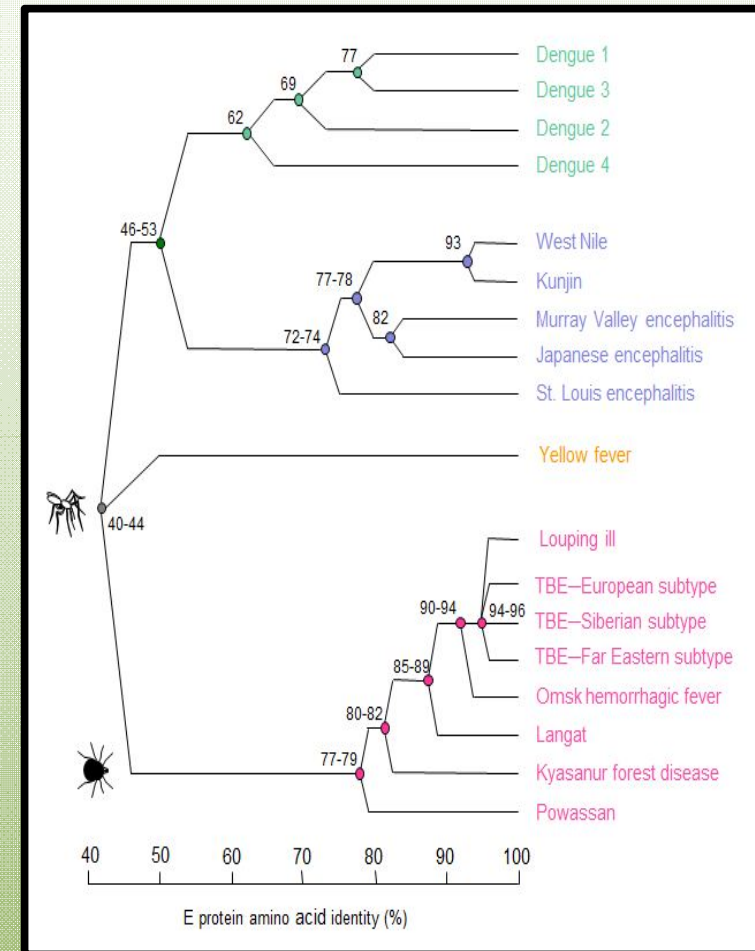 77
Dengue 1
69
Dengue 3
62
Dengue 2
Dengue 4
46-53
93
West Nile
77-78
Kunjin
82
Murray Valley encephalitis
72-74
Japanese encephalitis
St. Louis encephalitis
Yellow fever
40-44
Louping ill
TBE—European subtype
90-94
94-96
TBE—Siberian subtype
TBE—Far Eastern subtype
85-89
Omsk hemorrhagic fever
80-82
Langat
77-79
Kyasanur forest disease
Powassan
40 50 60 70 80 90 100
E protein amino acid identity (%)